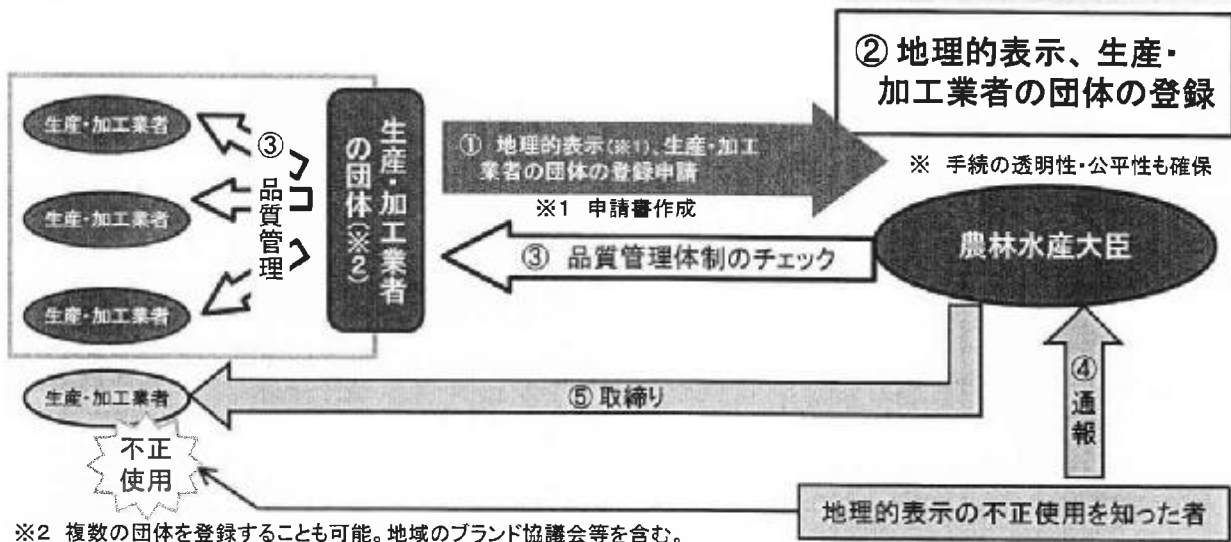 ② 地理的表示、生産・
加工業者の団体の登録
生産・加工業者
生産・加工業者
生産・加工業者
③ 品質管理
生産・加工業者
の団体(※2)
① 地理的表示(※1)、生産・加工
業者の団体の登録申請
※1 申請書作成
※ 手続の透明性・公平性も確保
農林水産大臣
③ 品質管理体制のチェック
④通報
⑤取締り
生産・加工業者
不正
使用
地理的表示の不正使用を知った者
※2 複数の団体を登録することも可能。地域のブランド協議会等を含む。